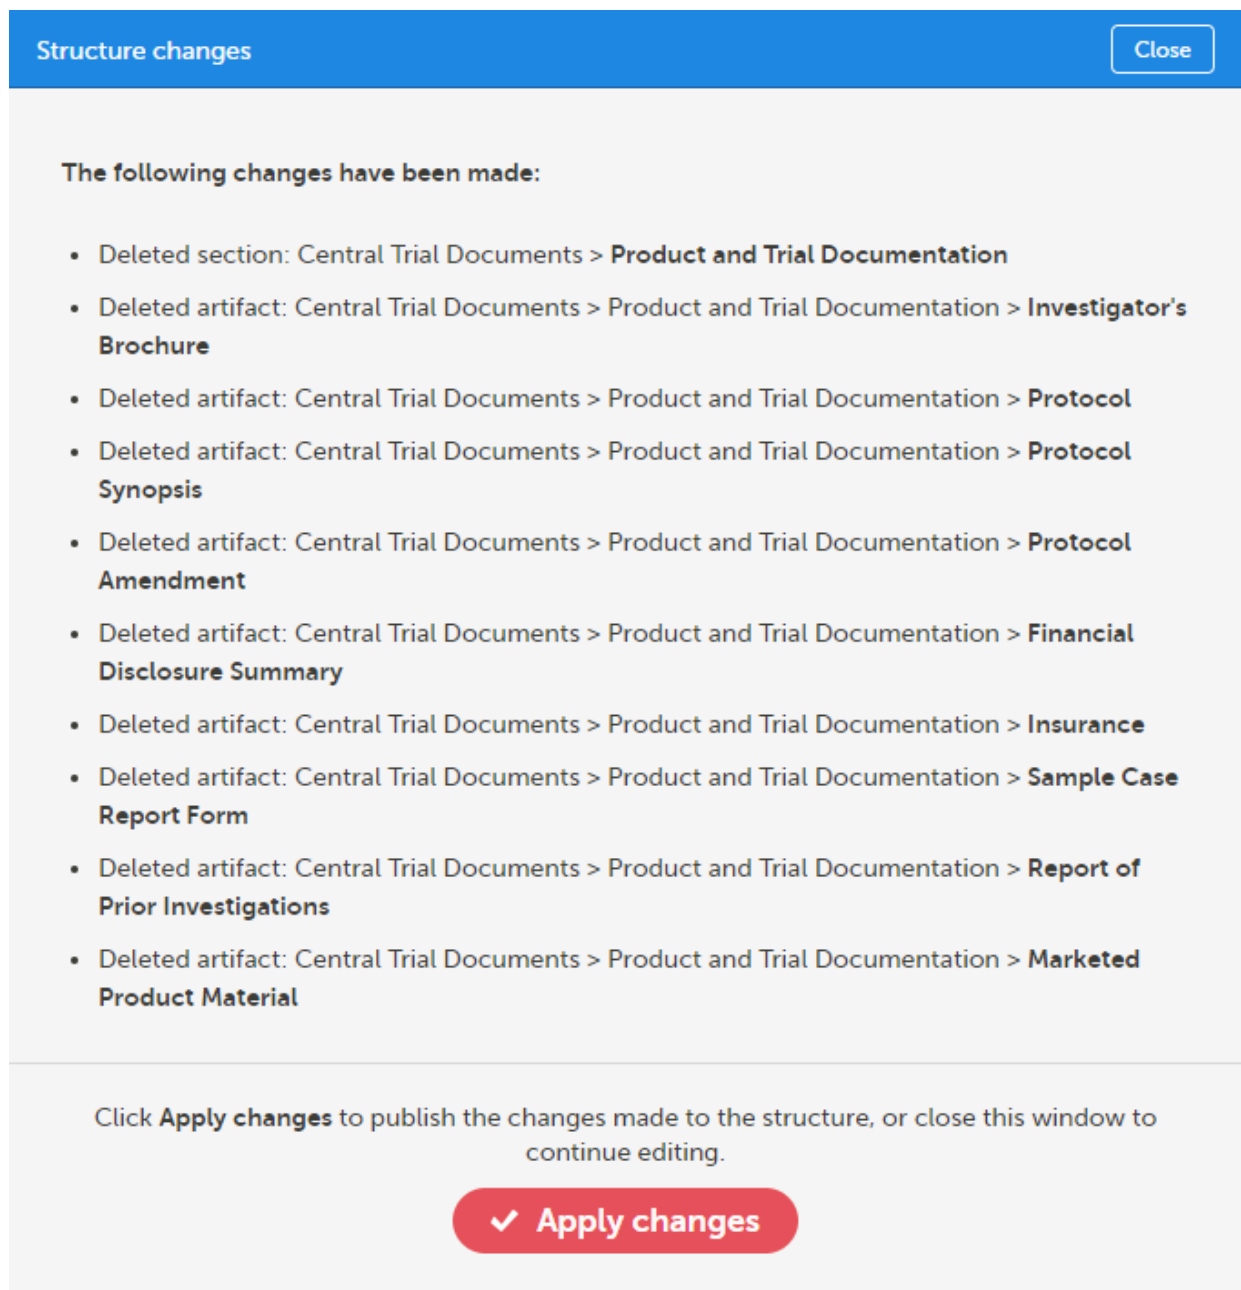 Structure changes
Close
The following changes have been made:
• Deleted section: Central Trial Documents > Product and Trial Documentation
• Deleted artifact: Central Trial Documents > Product and Trial Documentation > Investigator's
Brochure
• Deleted artifact: Central Trial Documents > Product and Trial Documentation > Protocol
• Deleted artifact: Central Trial Documents > Product and Trial Documentation > Protocol
Synopsis
• Deleted artifact: Central Trial Documents > Product and Trial Documentation > Protocol
Amendment
• Deleted artifact: Central Trial Documents > Product and Trial Documentation > Financial
Disclosure Summary
• Deleted artifact: Central Trial Documents > Product and Trial Documentation > Insurance
• Deleted artifact: Central Trial Documents > Product and Trial Documentation > Sample Case
Report Form
• Deleted artifact: Central Trial Documents > Product and Trial Documentation > Report of
Prior Investigations
• Deleted artifact: Central Trial Documents > Product and Trial Documentation > Marketed
Product Material
Click Apply changes to publish the changes made to the structure, or close this window to
continue editing.
✔ Apply changes